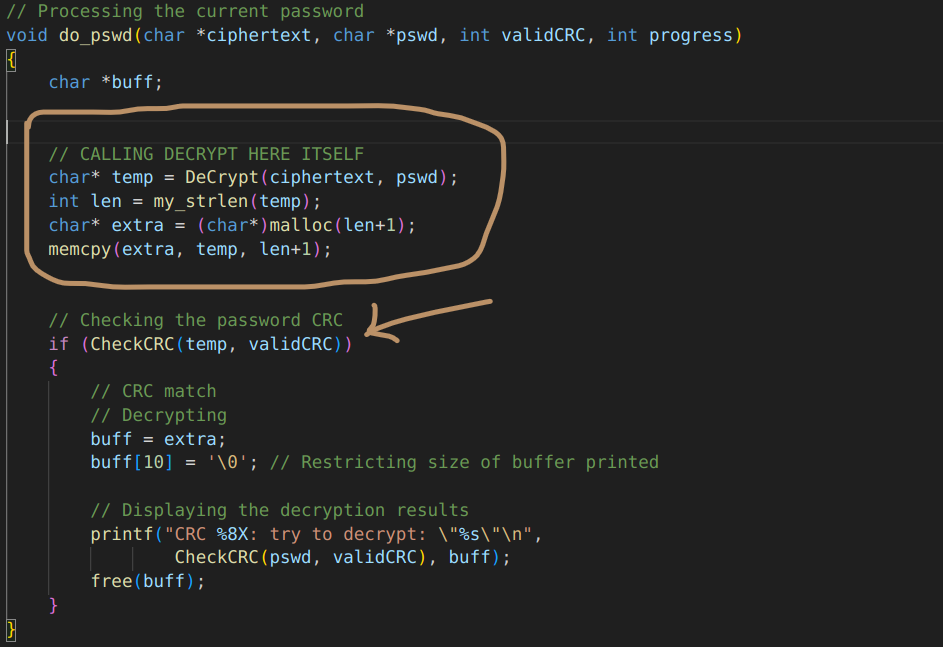 // Processing the current password
void do_pswd(char *ciphertext, char *pswd, int validCRC, int progress)
{
    char *buff;
    // CALLING DECRYPT HERE ITSELF
    char* temp = DeCrypt(ciphertext, pswd);
    int len = my_strlen(temp);
    char* extra = (char*)malloc(len+1);
    memcpy(extra, temp, len+1);
    // Checking the password CRC
    if (CheckCRC(temp, validCRC))
    {
        // CRC match
        // Decrypting
        buff = extra;
        buff[10] = '\0'; // Restricting size of buffer printed
        // Displaying the decryption results
        printf("CRC %8X: try to decrypt: \"%s\"\n",
                CheckCRC(pswd, validCRC), buff);
        free(buff);
    }
}